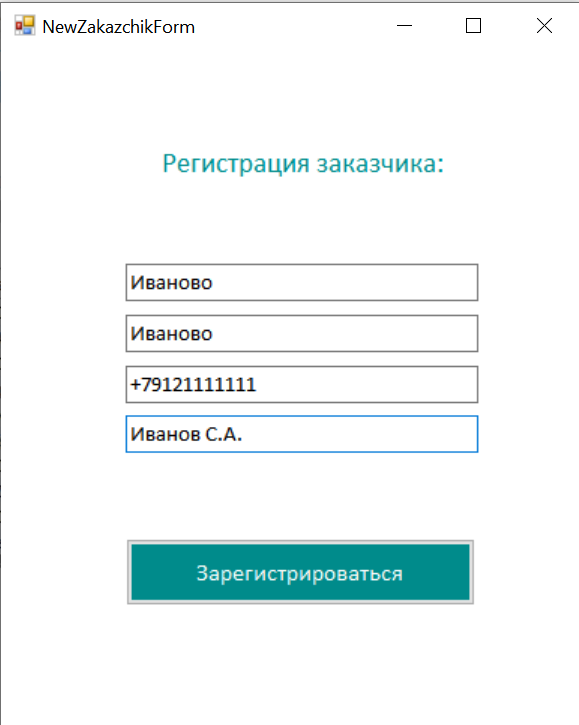 NewZakazchikForm
Регистрация заказчика:
Иваново
Иваново
+79121111111
Иванов С.А.
Зарегистрироваться